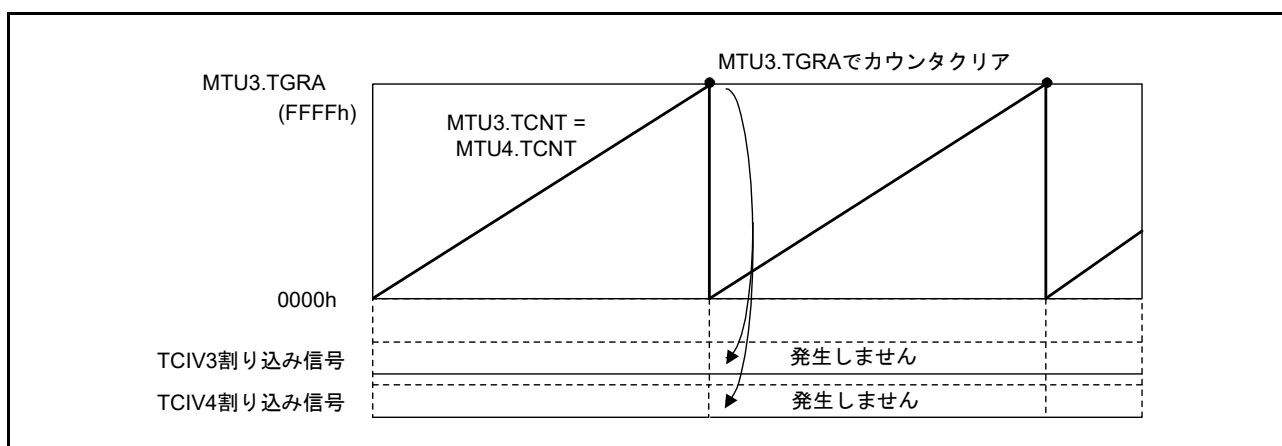 MTU3.TGRAでカウンタクリア
MTU3.TGRA
(FFFFh)
MTU3.TCNT =
MTU4.TCNT
0000h
TCIV3割り込み信号
発生しません
TCIV4割り込み信号
発生しません